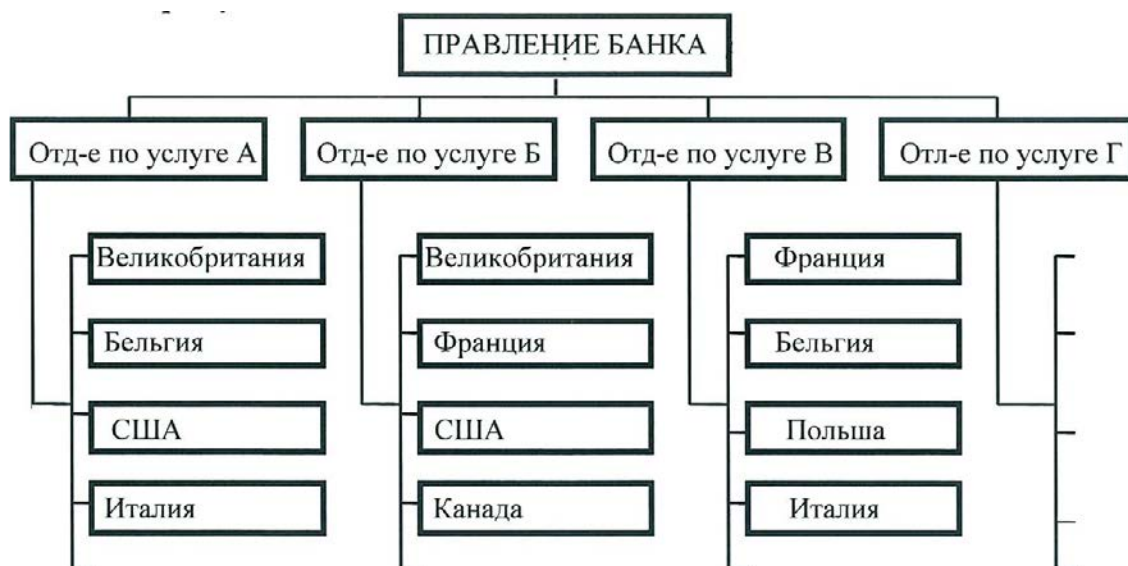 ПРАВЛЕНИЕ БАНКА
Отд-е по услуге А
Отд-е по услуге Б
Отд-е по услуге В
Отл-е по услуге Г
Великобритания
Бельгия
США
Италия
Великобритания
Франция
США
Канада
Франция
Бельгия
Польша
Италия